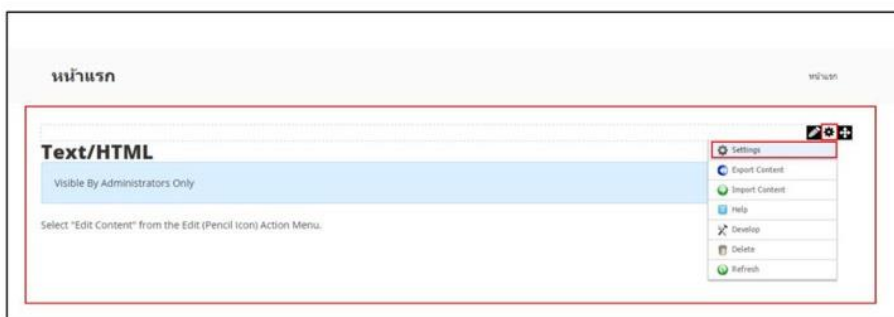 หน้าแรก
หน้าแรก
Text/HTML
Settings
Visible By Administrators Only
Export Content
Import Content
Help
Select "Edit Content" from the Edit (Pencil Icon) Action Menu.
Develop
Delete
Refresh